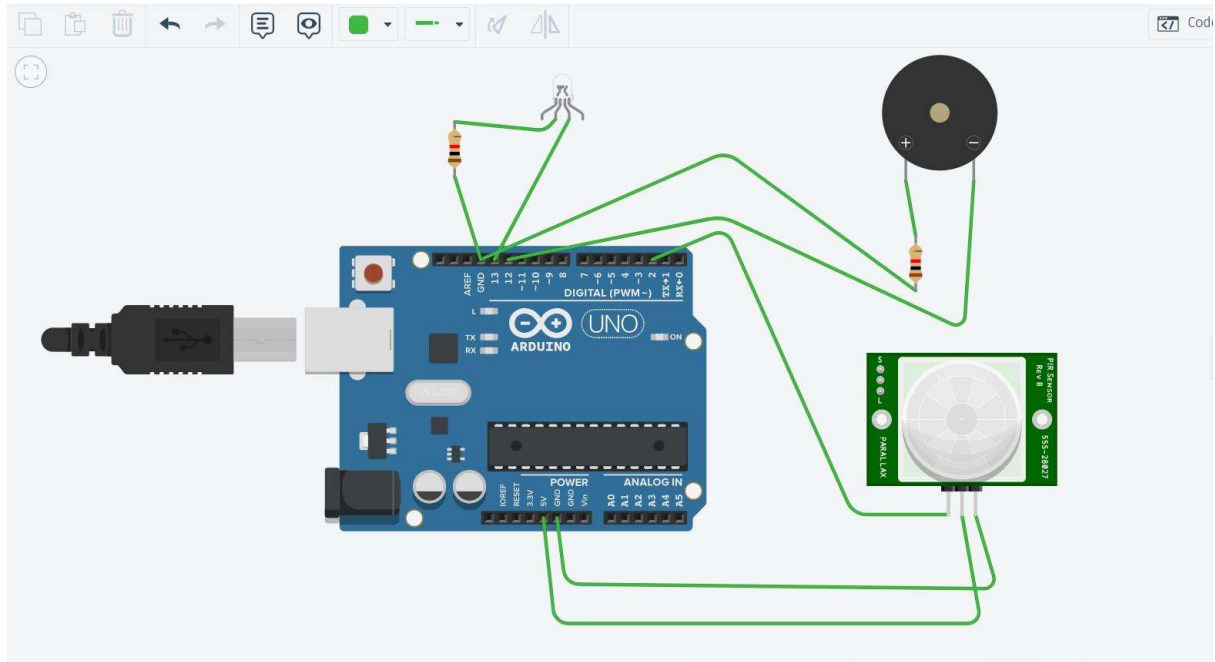 Code
+
−
AREF
GND
13
12
~11
~10
~9
8
7
~6
~5
4
~3
2
TX→1
RX←0
DIGITAL (PWM~)
L
TX
RX
UNO
ARDUINO
ON
S
L
PIR SENSOR
REV B
PARALLAX
555-28027
POWER
ANALOG IN
IOREF
RESET
3.3V
5V
GND
GND
Vin
A0
A1
A2
A3
A4
A5